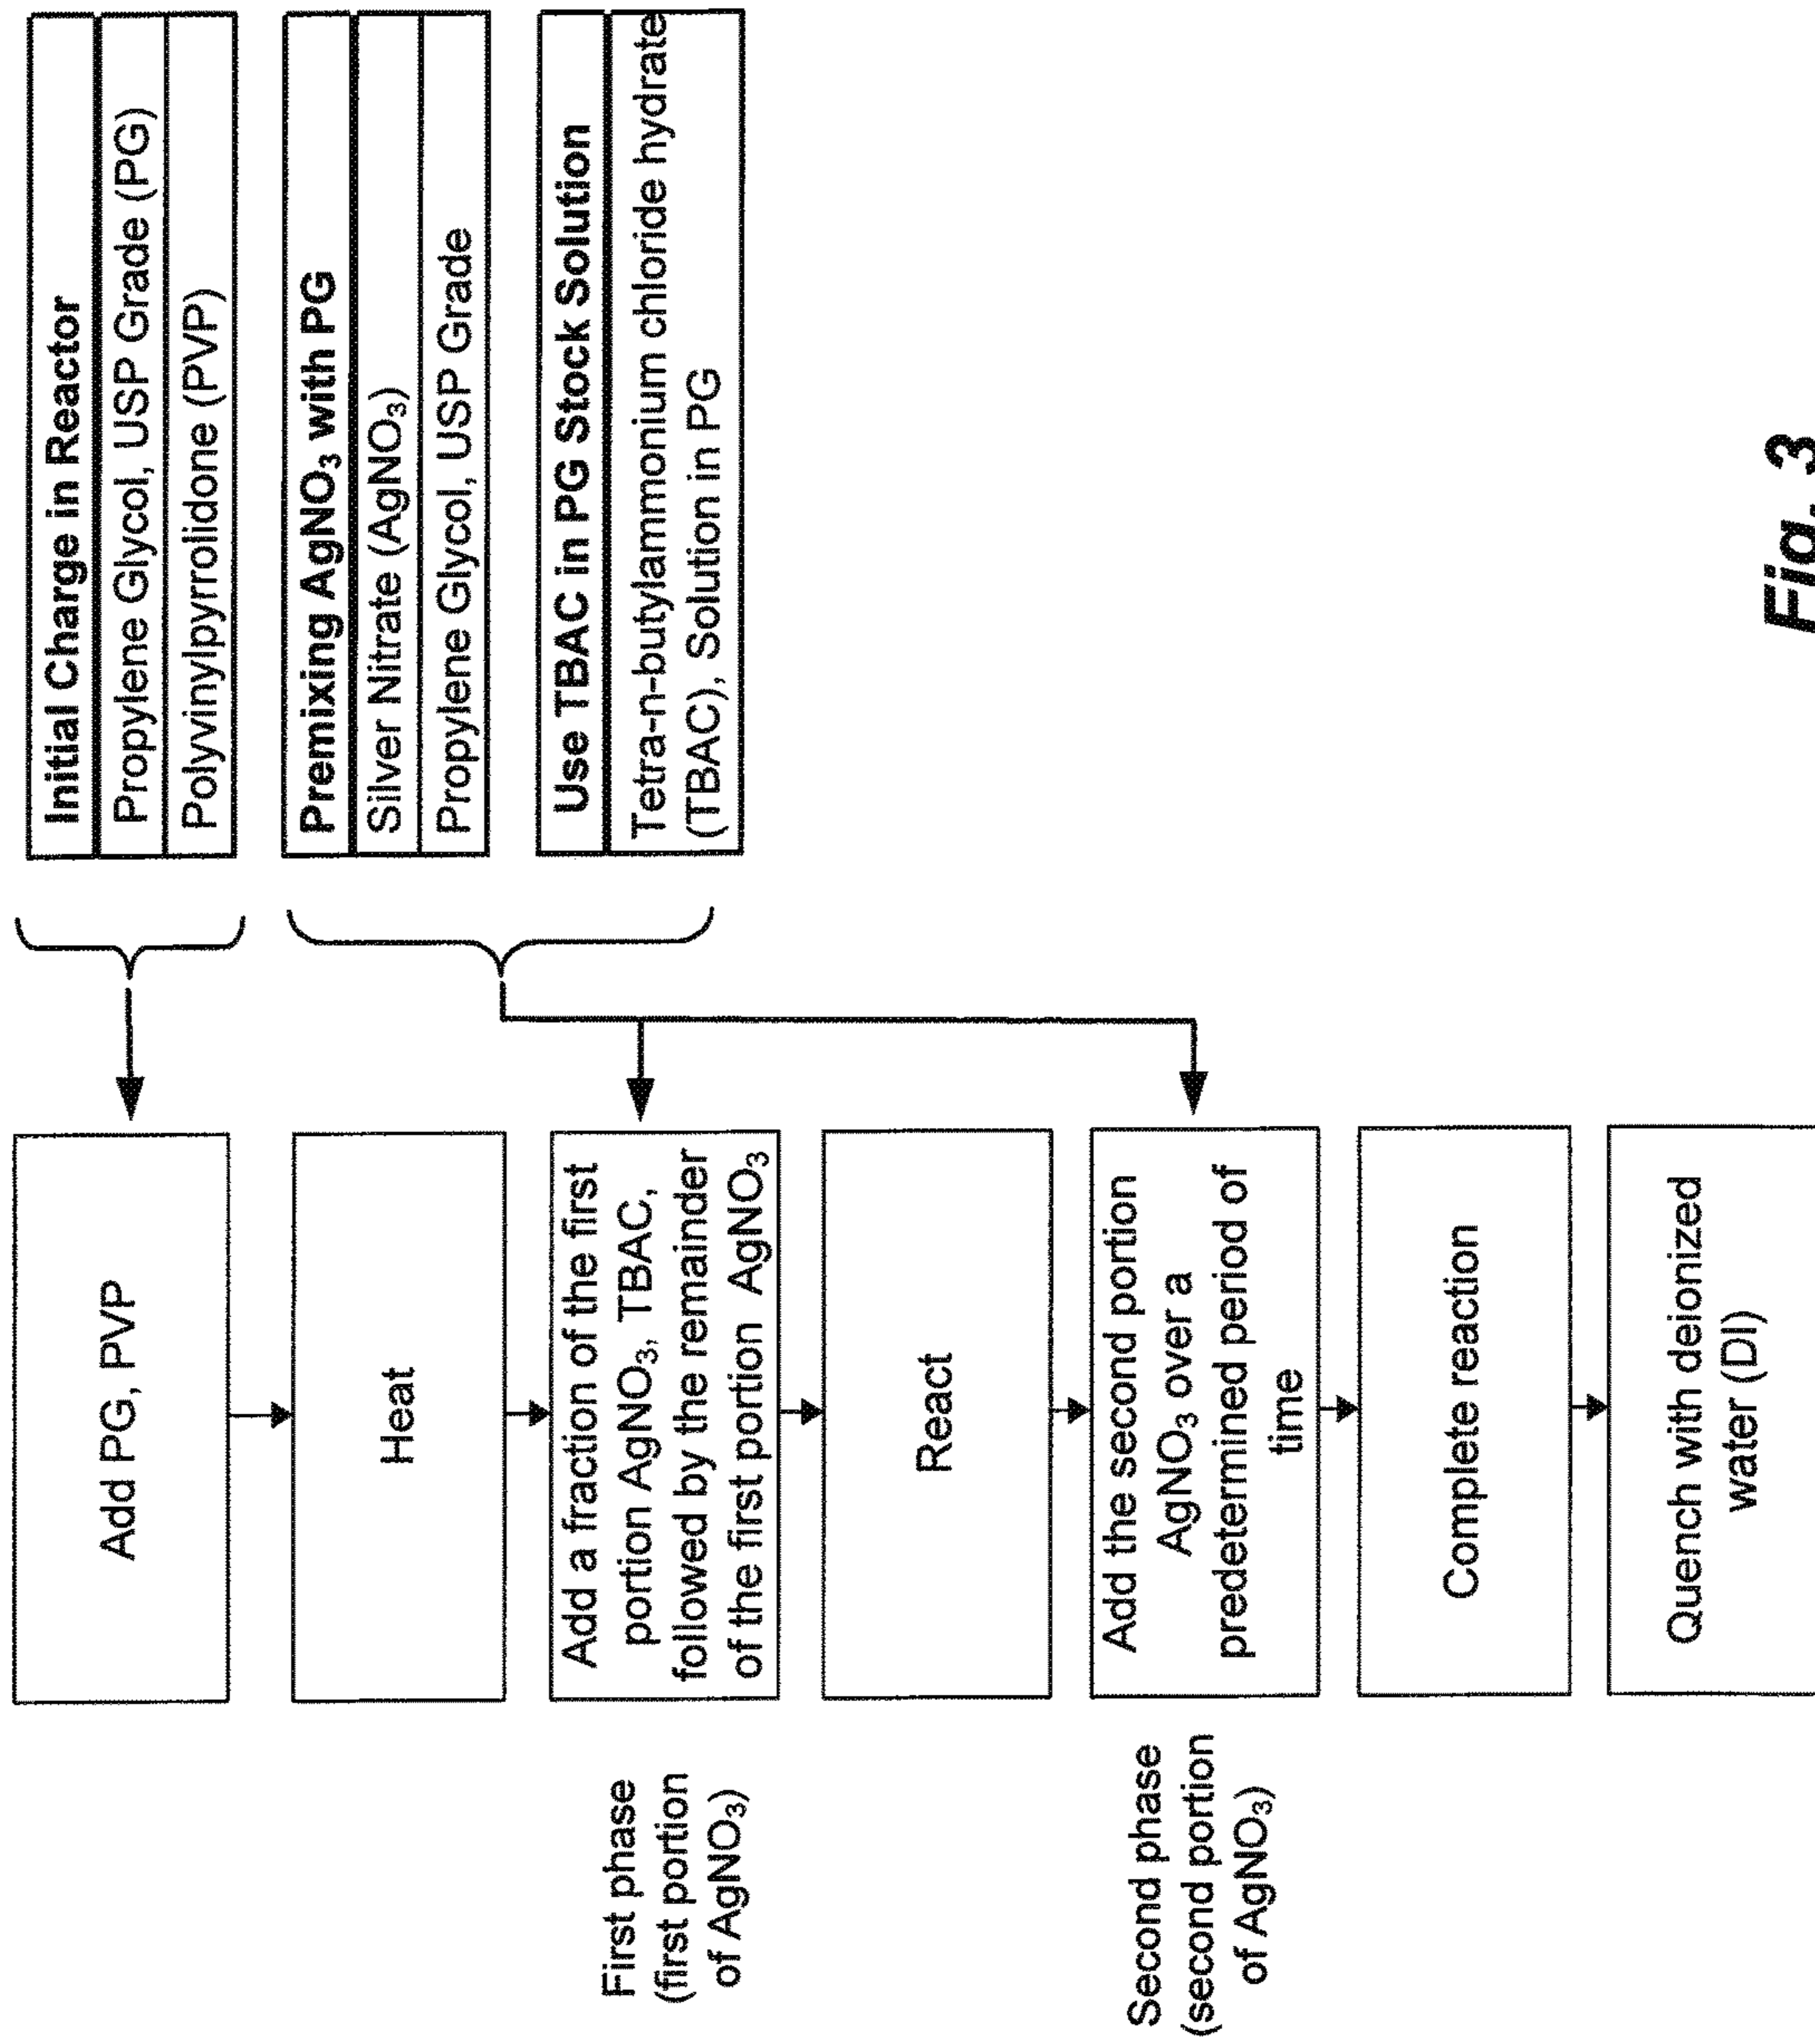 Add PG, PVP
Heat
First phase
(first portion
of AgNO₃)
Add a fraction of the first
portion AgNO₃, TBAC,
followed by the remainder
of the first portion AgNO₃
React
Second phase
(second portion
of AgNO₃)
Add the second portion
AgNO₃ over a
predetermined period of
time
Complete reaction
Quench with deionized
water (DI)
Initial Charge in Reactor
Propylene Glycol, USP Grade (PG)
Polyvinylpyrrolidone (PVP)
Premixing AgNO₃ with PG
Silver Nitrate (AgNO₃)
Propylene Glycol, USP Grade
Use TBAC in PG Stock Solution
Tetra-n-butylammonium chloride hydrate
(TBAC), Solution in PG
Fig. 3